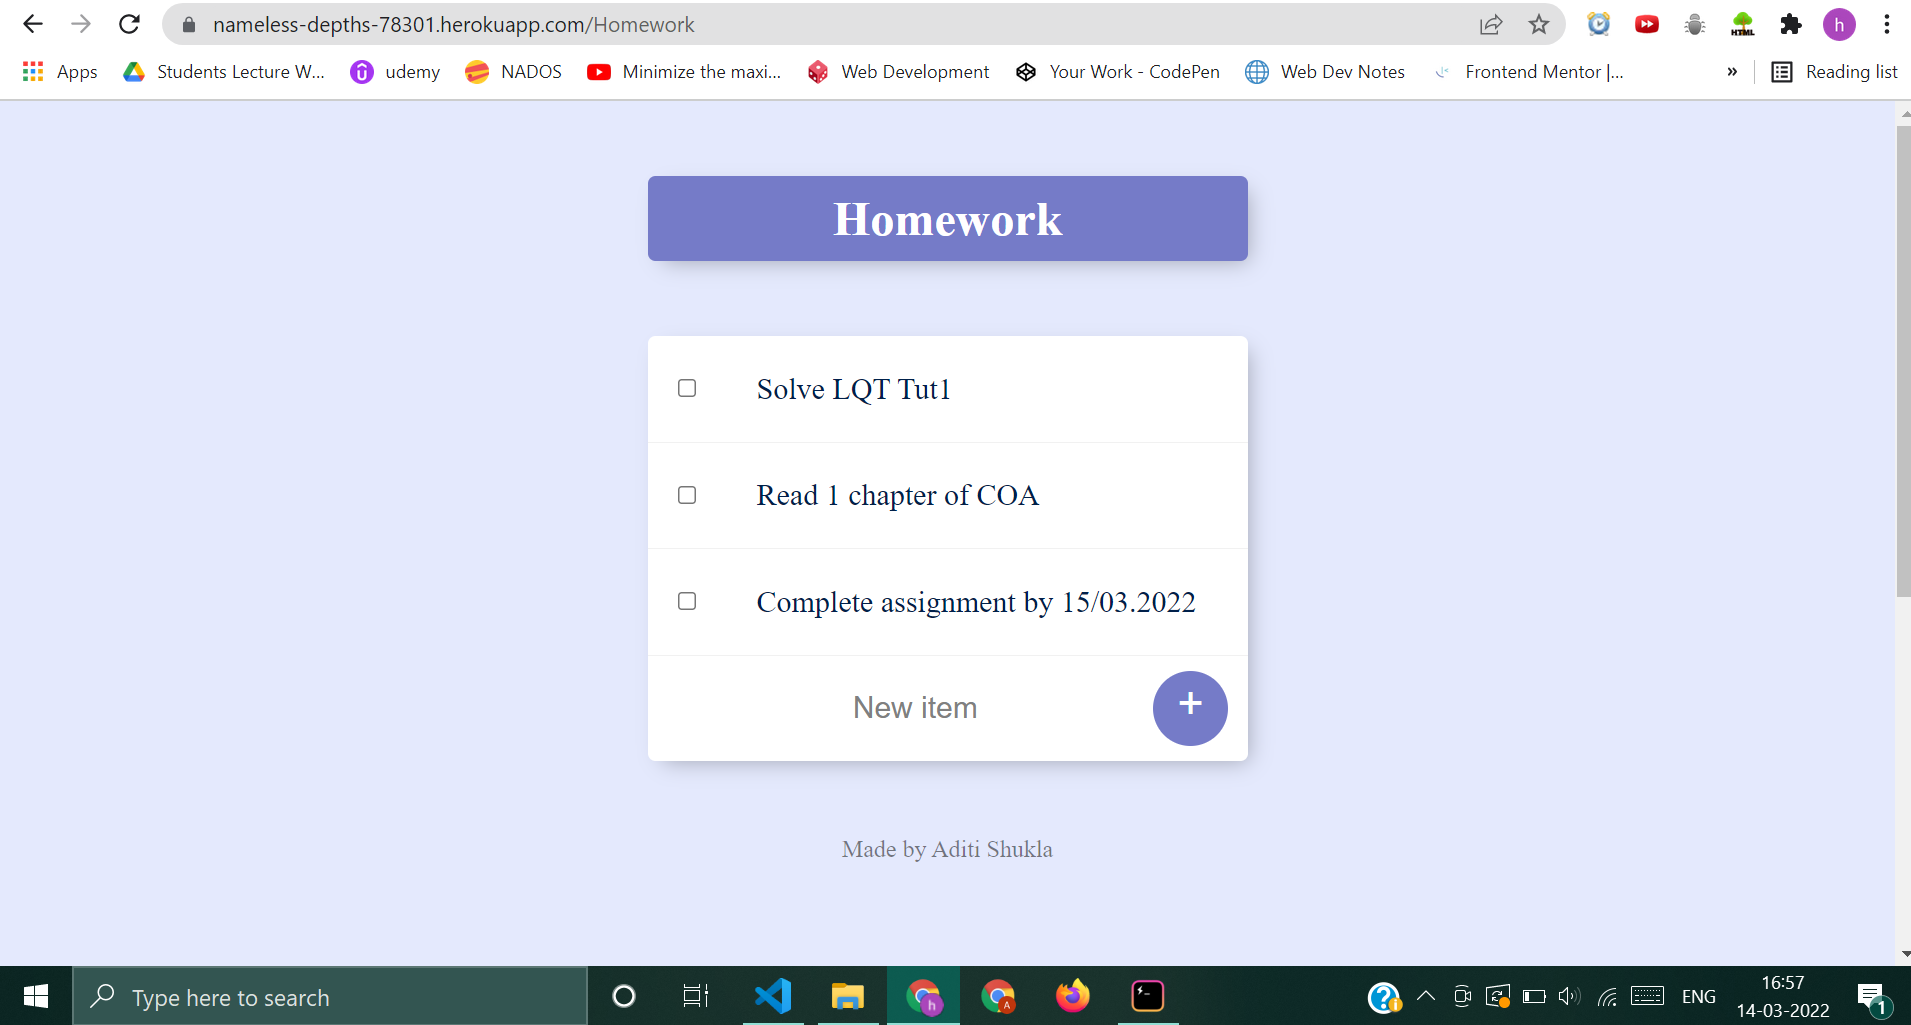 nameless-depths-78301.herokuapp.com/Homework
HTML
h
Apps
Students Lecture W...
udemy
NADOS
Minimize the maxi...
Web Development
Your Work - CodePen
Web Dev Notes
Frontend Mentor |...
»
Reading list
Homework
Solve LQT Tut1
Read 1 chapter of COA
Complete assignment by 15/03.2022
New item
+
Made by Aditi Shukla
Type here to search
h
A
ENG
16:57
14-03-2022
1